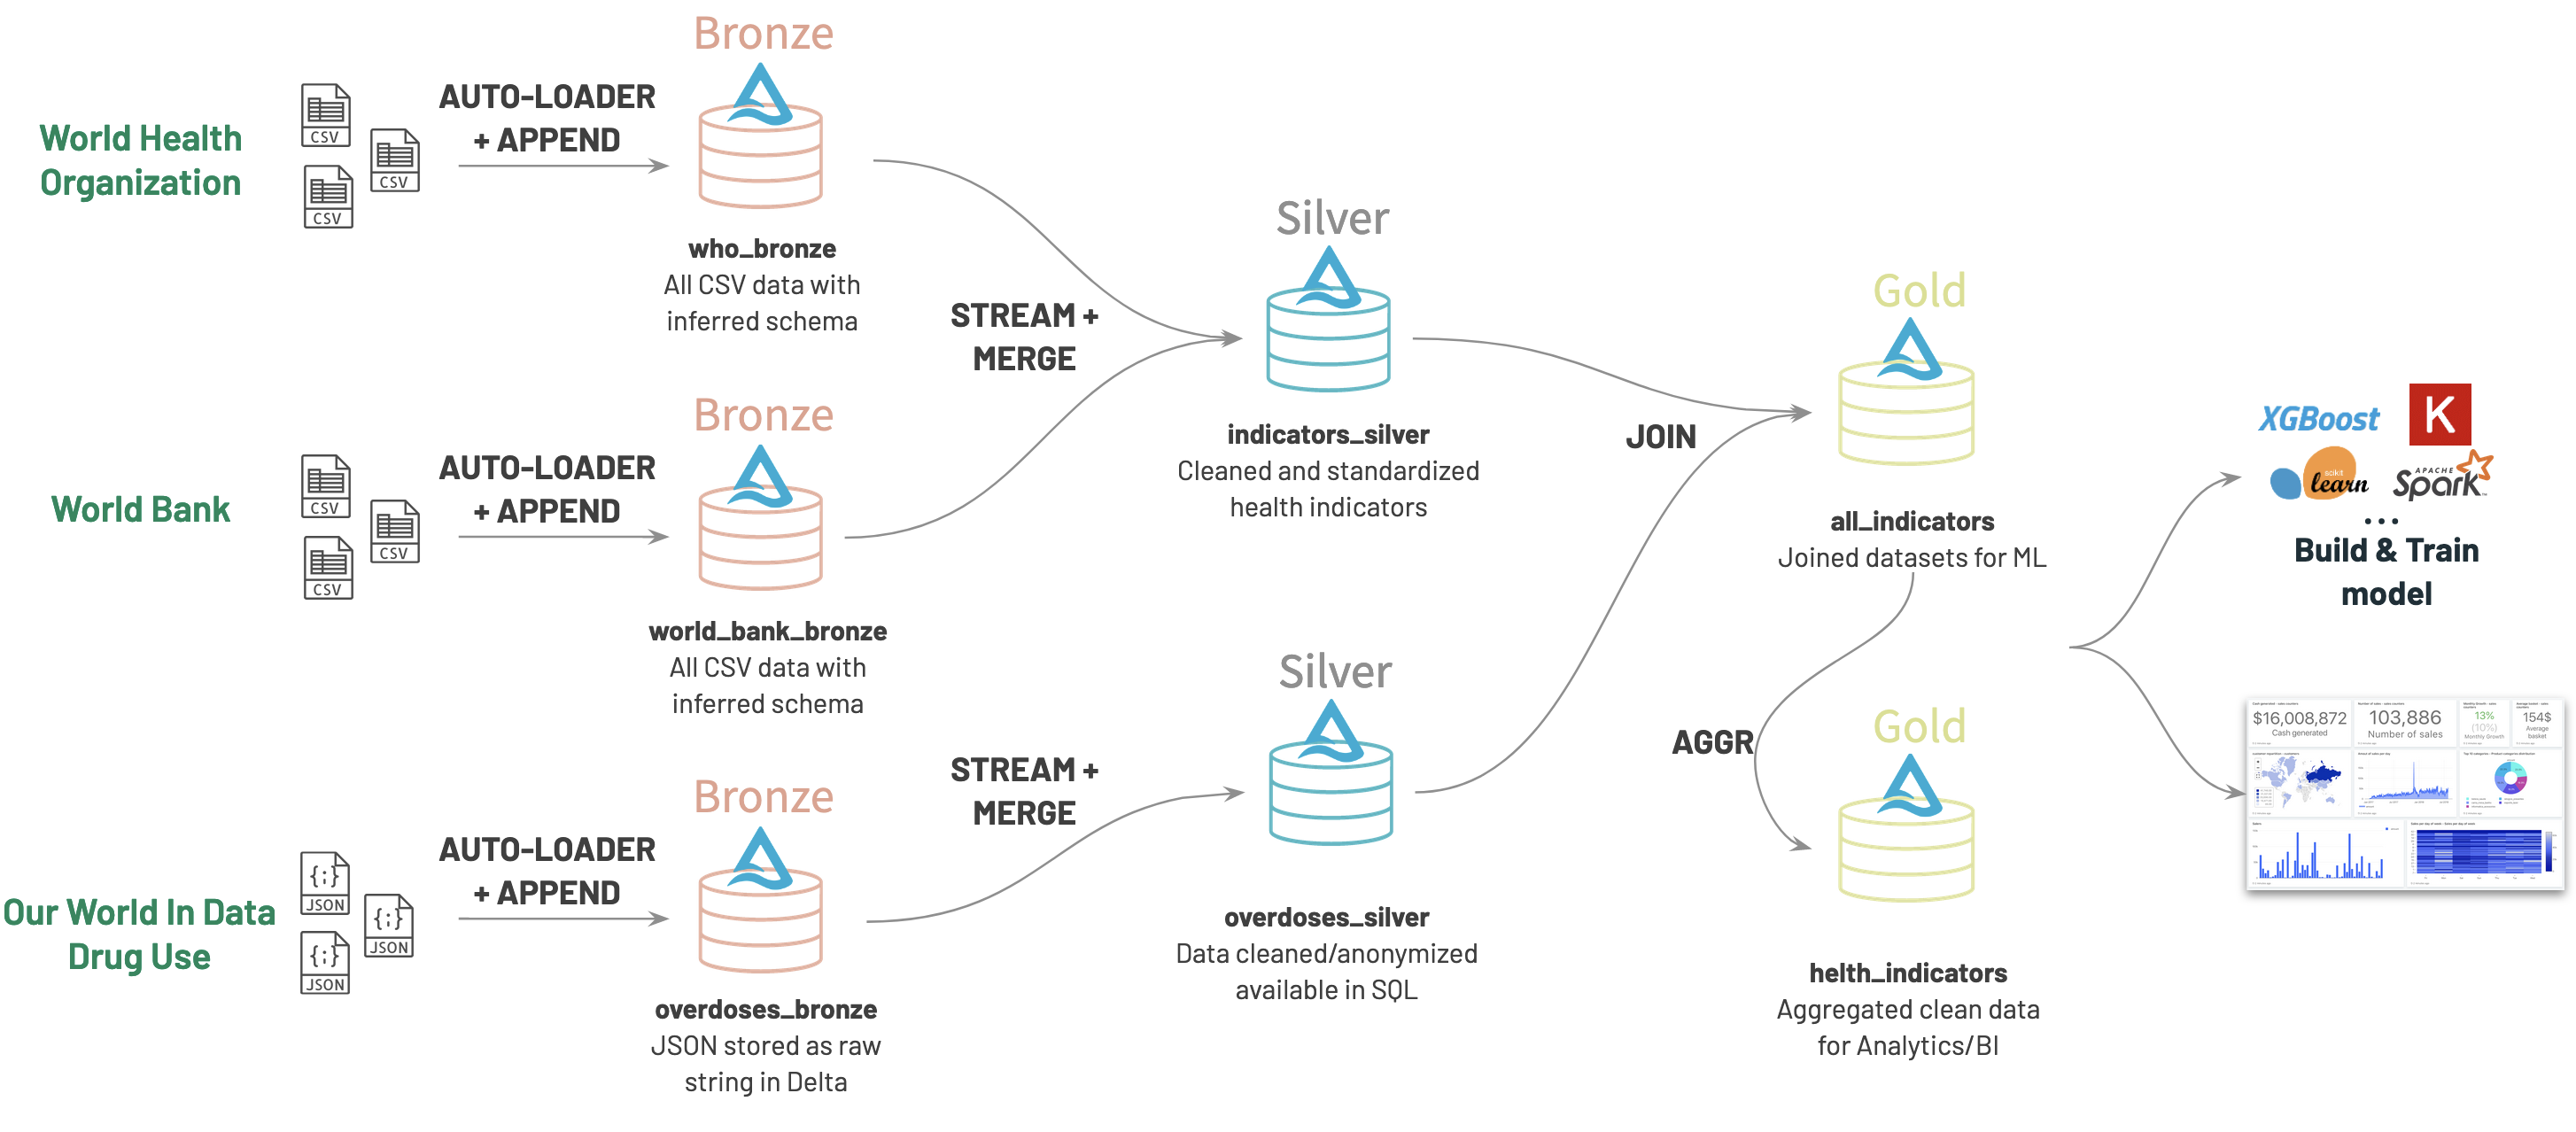 World Health
Organization
CSV
CSV
CSV
AUTO-LOADER
+ APPEND
Bronze
who_bronze
All CSV data with
inferred schema
World Bank
CSV
CSV
CSV
AUTO-LOADER
+ APPEND
Bronze
world_bank_bronze
All CSV data with
inferred schema
Our World In Data
Drug Use
JSON
JSON
JSON
AUTO-LOADER
+ APPEND
Bronze
overdoses_bronze
JSON stored as raw
string in Delta
STREAM +
MERGE
STREAM +
MERGE
Silver
indicators_silver
Cleaned and standardized
health indicators
Silver
overdoses_silver
Data cleaned/anonymized
available in SQL
JOIN
Gold
all_indicators
Joined datasets for ML
AGGR
Gold
helth_indicators
Aggregated clean data
for Analytics/BI
XGBoost
K
scikit
learn
APACHE
Spark
...
Build & Train
model
$16,008,872
Cash generated
103,886
Number of sales
13%
(10%)
Monthly Growth
154$
Average
basket